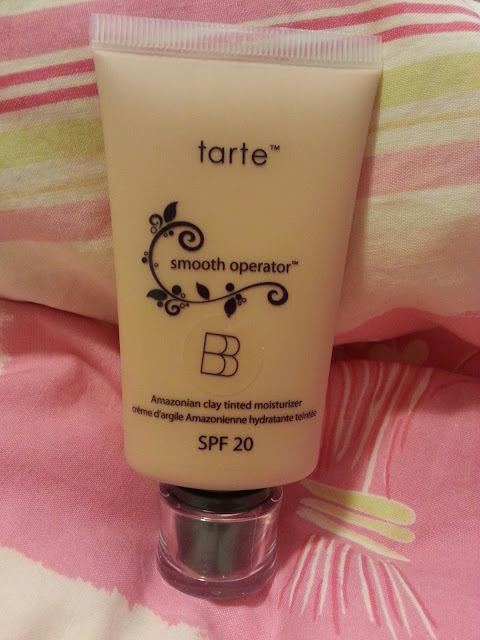 tarte™
smooth operator™
BB
Amazonian clay tinted moisturizer
crème d'argile Amazonienne hydratante teintée
SPF 20